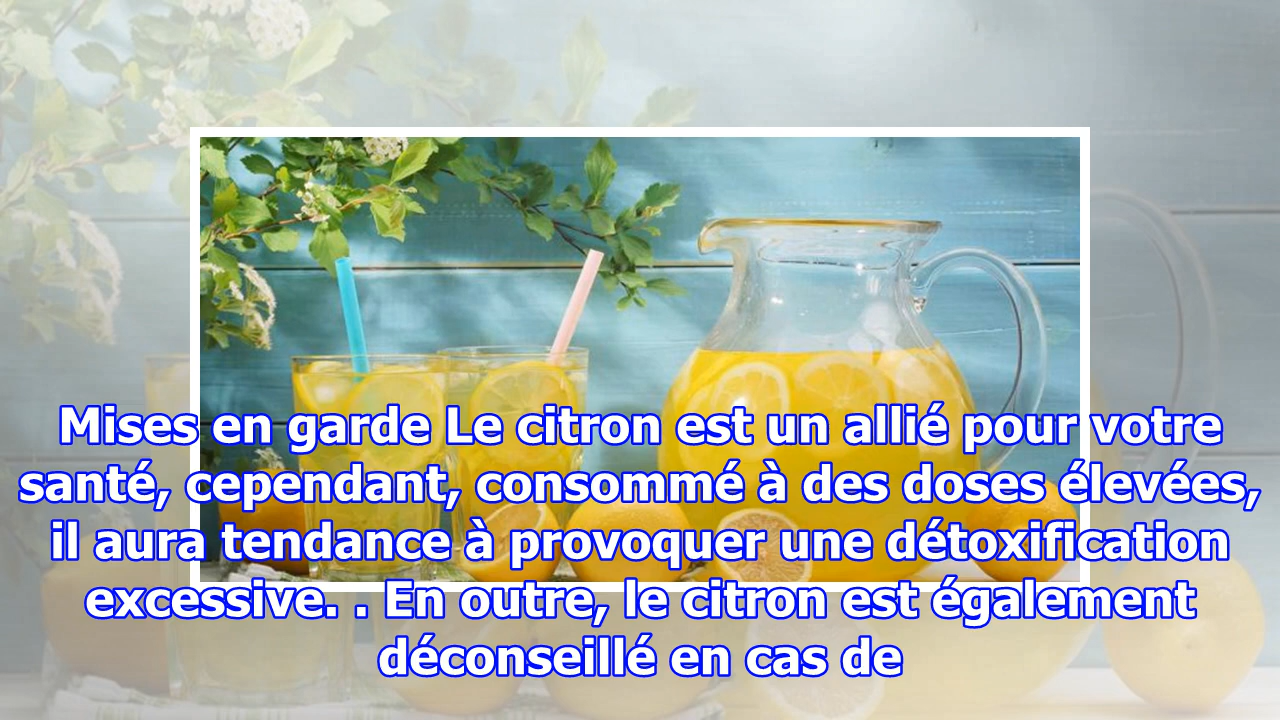 Mises en garde Le citron est un allié pour votre
santé, cependant, consommé à des doses élevées,
il aura tendance à provoquer une détoxification
excessive. . En outre, le citron est également
déconseillé en cas de